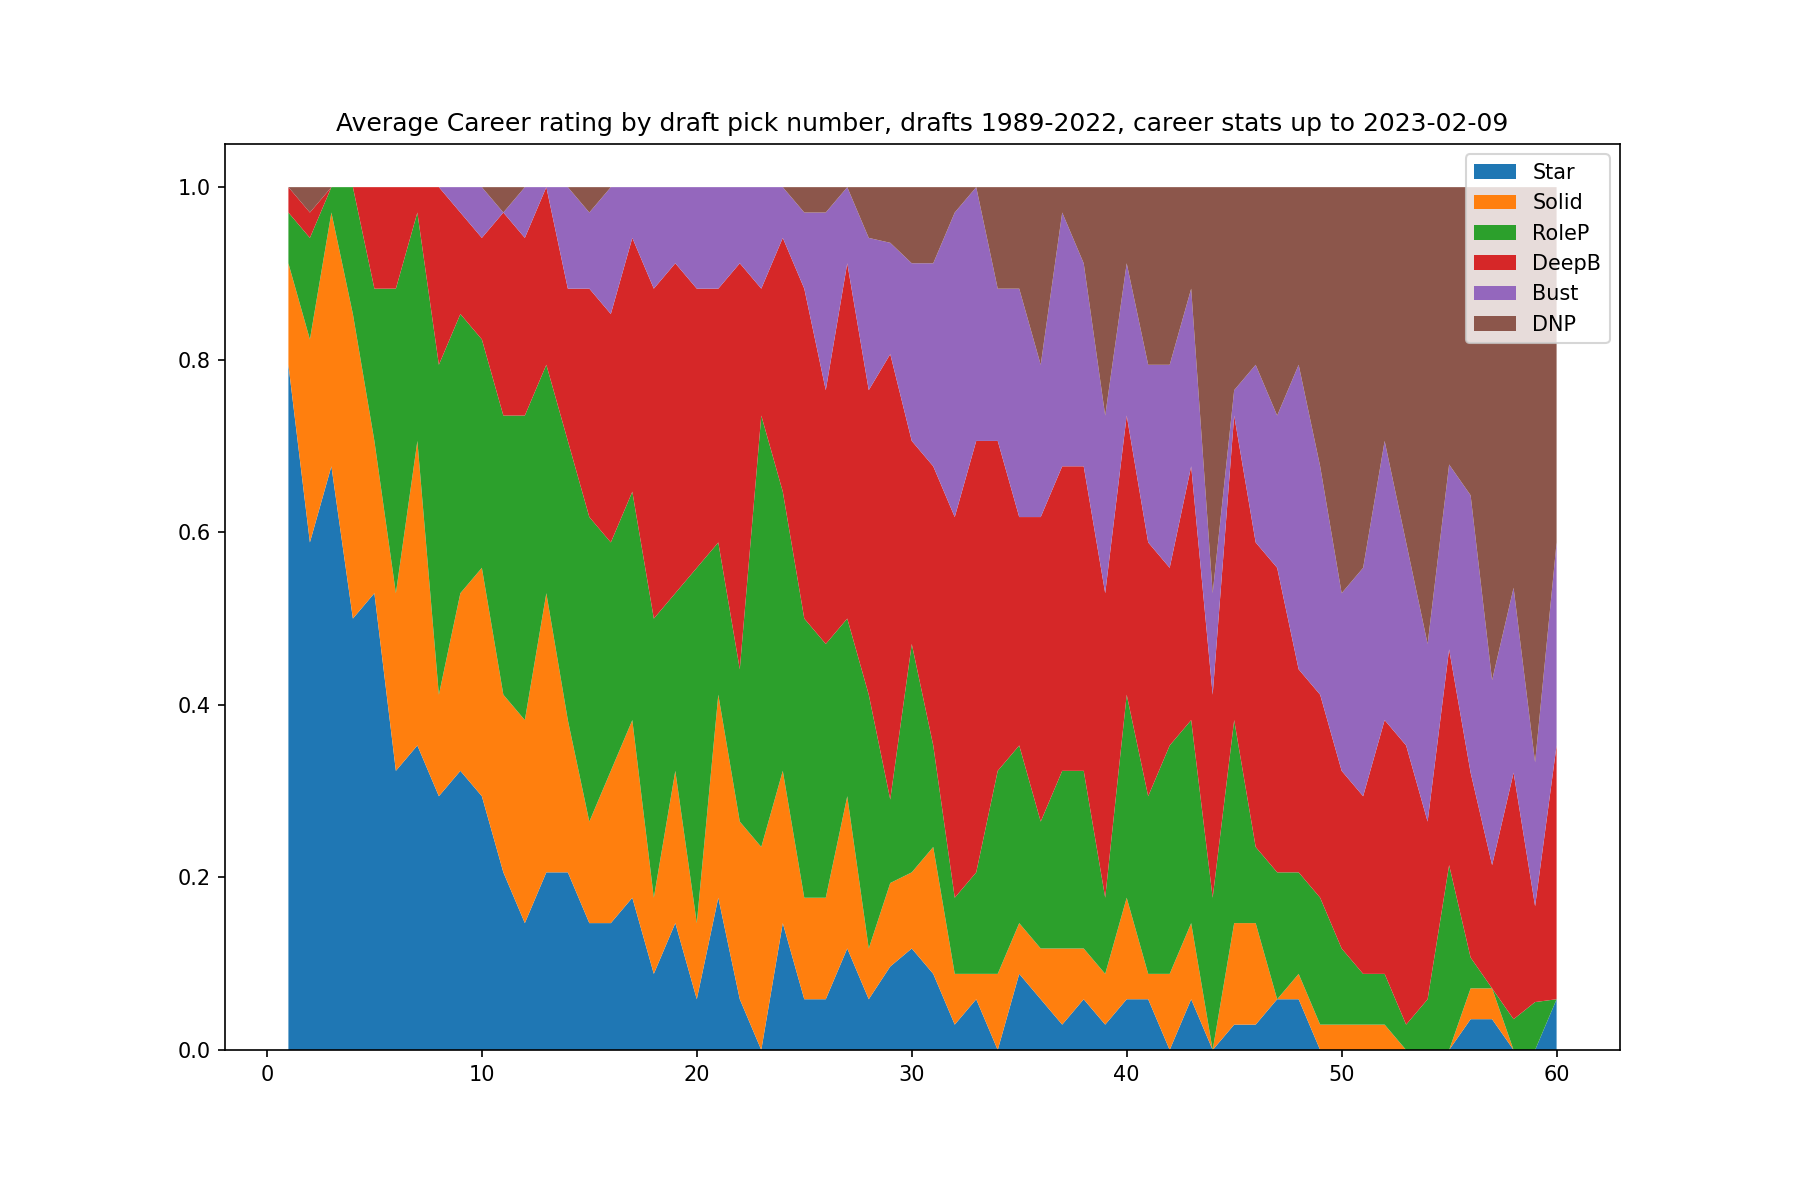 Average Career rating by draft pick number, drafts 1989-2022, career stats up to 2023-02-09
1.0
0.8
0.6
0.4
0.2
0.0
0 10 20 30 40 50 60
Star
Solid
RoleP
DeepB
Bust
DNP